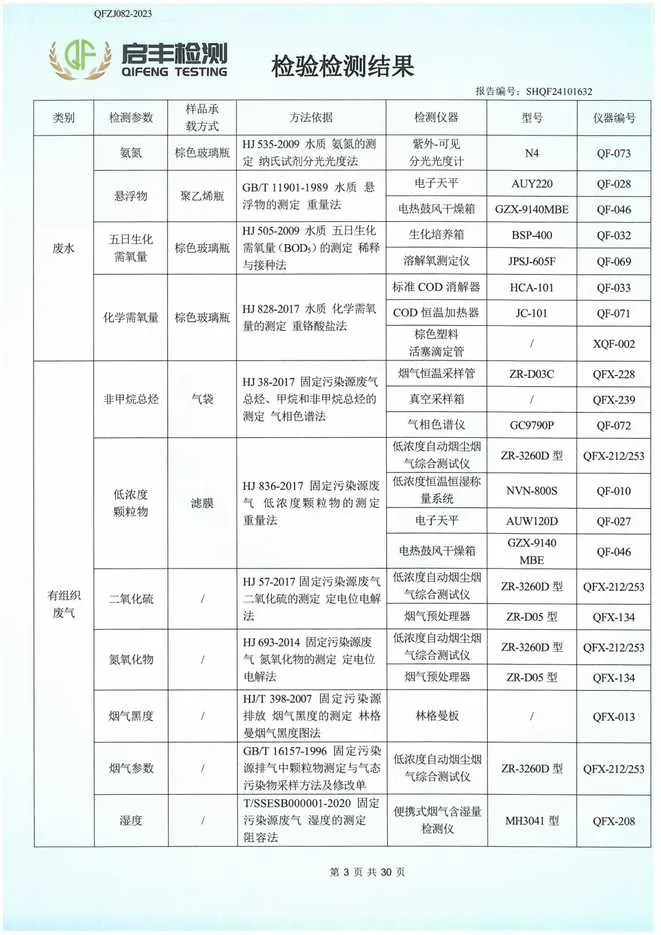 QFZJ082-2023
QF
启丰检测
QIFENG TESTING
检验检测结果
报告编号：SHQF24101632
类别 检测参数 样品承载方式 方法依据 检测仪器 型号 仪器编号
废水
氨氮 棕色玻璃瓶 HJ 535-2009 水质 氨氮的测定 纳氏试剂分光光度法 紫外-可见分光光度计 N4 QF-073
悬浮物 聚乙烯瓶 GB/T 11901-1989 水质 悬浮物的测定 重量法 电子天平 AUY220 QF-028
电热鼓风干燥箱 GZX-9140MBE QF-046
五日生化需氧量 棕色玻璃瓶 HJ 505-2009 水质 五日生化需氧量（BOD₅）的测定 稀释与接种法 生化培养箱 BSP-400 QF-032
溶解氧测定仪 JPSJ-605F QF-069
化学需氧量 棕色玻璃瓶 HJ 828-2017 水质 化学需氧量的测定 重铬酸盐法 标准 COD 消解器 HCA-101 QF-033
COD 恒温加热器 JC-101 QF-071
棕色塑料活塞滴定管 / XQF-002
有组织废气
非甲烷总烃 气袋 HJ 38-2017 固定污染源废气 总烃、甲烷和非甲烷总烃的测定 气相色谱法 烟气恒温采样管 ZR-D03C QFX-228
真空采样箱 / QFX-239
气相色谱仪 GC9790P QF-072
低浓度颗粒物 滤膜 HJ 836-2017 固定污染源废气 低浓度颗粒物的测定 重量法 低浓度自动烟尘烟气综合测试仪 ZR-3260D 型 QFX-212/253
低浓度恒温恒湿称量系统 NVN-800S QF-010
电子天平 AUW120D QF-027
电热鼓风干燥箱 GZX-9140 MBE QF-046
二氧化硫 / HJ 57-2017 固定污染源废气 二氧化硫的测定 定电位电解法 低浓度自动烟尘烟气综合测试仪 ZR-3260D 型 QFX-212/253
烟气预处理器 ZR-D05 型 QFX-134
氮氧化物 / HJ 693-2014 固定污染源废气 氮氧化物的测定 定电位电解法 低浓度自动烟尘烟气综合测试仪 ZR-3260D 型 QFX-212/253
烟气预处理器 ZR-D05 型 QFX-134
烟气黑度 / HJ/T 398-2007 固定污染源排放 烟气黑度的测定 林格曼烟气黑度图法 林格曼板 / QFX-013
烟气参数 / GB/T 16157-1996 固定污染源排气中颗粒物测定与气态污染物采样方法及修改单 低浓度自动烟尘烟气综合测试仪 ZR-3260D 型 QFX-212/253
湿度 / T/SSESB000001-2020 固定污染源废气 湿度的测定 阻容法 便携式烟气含湿量检测仪 MH3041 型 QFX-208
第 3 页 共 30 页